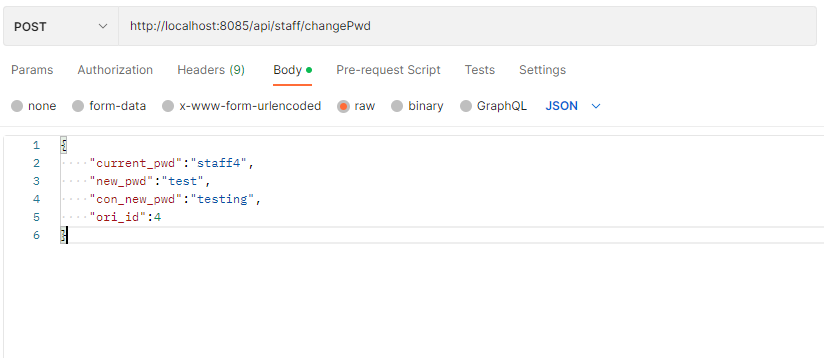 POST http://localhost:8085/api/staff/changePwd
Params Authorization Headers (9) Body Pre-request Script Tests Settings
none form-data x-www-form-urlencoded raw binary GraphQL JSON
1 {
2 "current_pwd":"staff4",
3 "new_pwd":"test",
4 "con_new_pwd":"testing",
5 "ori_id":4
6 }